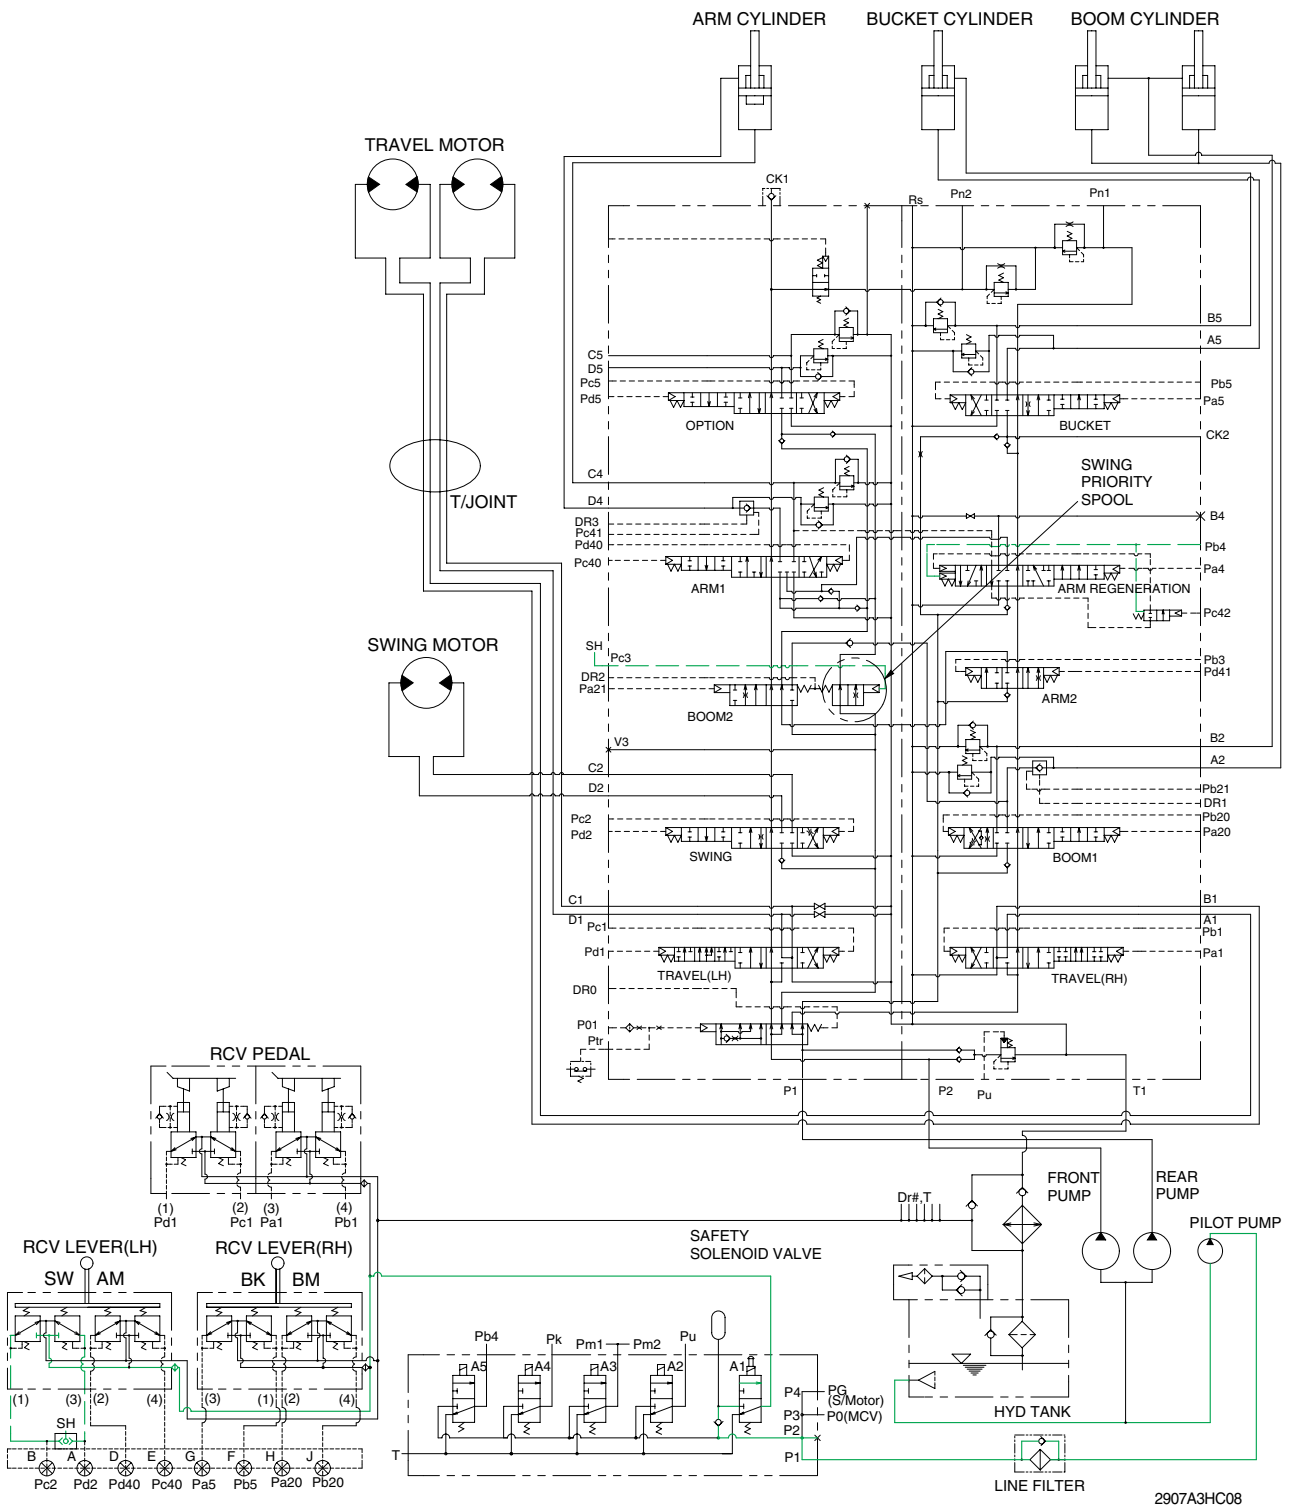 ARM CYLINDER
BUCKET CYLINDER
BOOM CYLINDER
TRAVEL MOTOR
CK1
Rs
Pn2
Pn1
B5
A5
C5
D5
Pc5
Pd5
OPTION
Pb5
Pa5
BUCKET
CK2
T/JOINT
SWING
PRIORITY
SPOOL
C4
D4
DR3
Pc41
Pd40
Pc40
ARM1
B4
Pb4
Pa4
ARM REGENERATION
Pc42
SWING MOTOR
SH
Pc3
DR2
Pa21
BOOM2
Pb3
Pd41
ARM2
V3
C2
D2
B2
A2
Pb21
DR1
Pb20
Pa20
Pc2
Pd2
SWING
BOOM1
C1
D1
Pc1
Pd1
TRAVEL(LH)
B1
A1
Pb1
Pa1
TRAVEL(RH)
DR0
P01
Ptr
P1
P2
Pu
T1
RCV PEDAL
(1)
(2)
(3)
(4)
Pd1
Pc1
Pa1
Pb1
FRONT
PUMP
REAR
PUMP
PILOT PUMP
Dr#,T
SAFETY
SOLENOID VALVE
RCV LEVER(LH)
RCV LEVER(RH)
SW
AM
BK
BM
(1)
(3)
(2)
(4)
(3)
(1)
(2)
(4)
SH
B
A
D
E
G
F
H
J
Pc2
Pd2
Pd40
Pc40
Pa5
Pb5
Pa20
Pb20
Pb4
Pk
Pm1
Pm2
Pu
A5
A4
A3
A2
A1
P4
PG
(S/Motor)
P3
P0(MCV)
P2
P1
T
HYD TANK
LINE FILTER
2907A3HC08